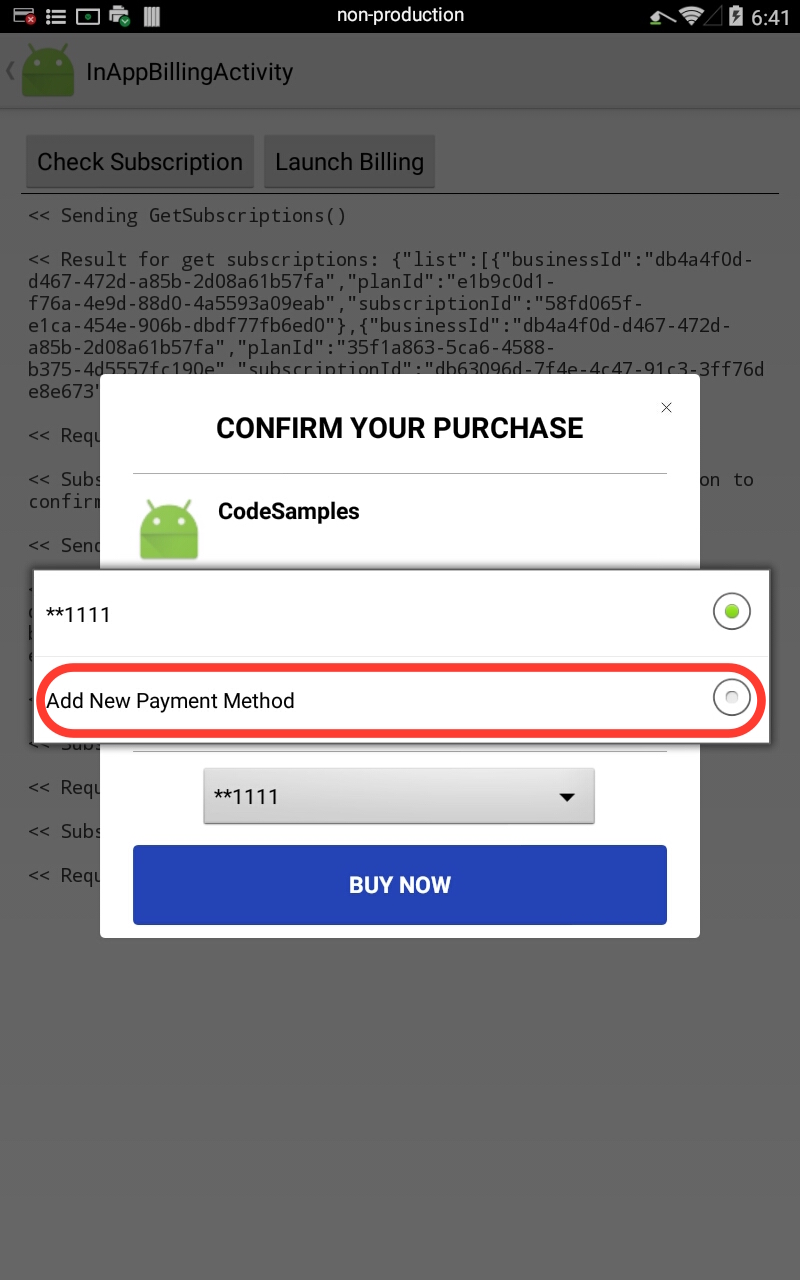 non-production
6:41
InAppBillingActivity
Check Subscription
Launch Billing
<< Sending GetSubscriptions()
<< Result for get subscriptions: {"list":[{"businessId":"db4a4f0d-
d467-472d-a85b-2d08a61b57fa","planId":"e1b9c0d1-
f76a-4e9d-88d0-4a5593a09eab","subscriptionId":"58fd065f-
e1ca-454e-906b-dbdf77fb6ed0"},{"businessId":"db4a4f0d-d467-472d-
a85b-2d08a61b57fa","planId":"35f1a863-5ca6-4588-
b375-4d5557fc190e","subscriptionId":"db63096d-7f4e-4c47-91c3-3ff76d
e8e673"
<< Requ
<< Subs
on to
confirm
<< Send
CONFIRM YOUR PURCHASE
CodeSamples
**1111
Add New Payment Method
<< Subs
**1111
<< Requ
<< Subs
BUY NOW
<< Requ